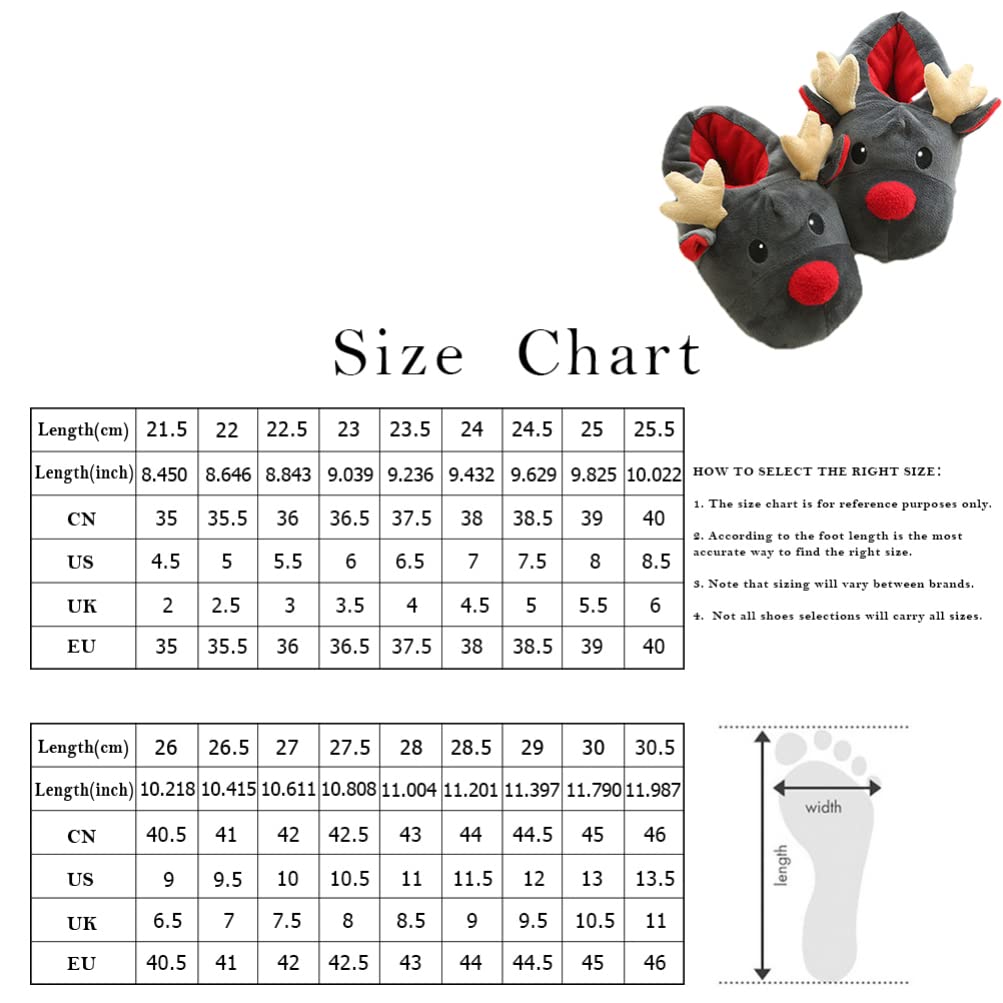 Size Chart
Length(cm) 21.5 22 22.5 23 23.5 24 24.5 25 25.5
Length(inch) 8.450 8.646 8.843 9.039 9.236 9.432 9.629 9.825 10.022
CN 35 35.5 36 36.5 37.5 38 38.5 39 40
US 4.5 5 5.5 6 6.5 7 7.5 8 8.5
UK 2 2.5 3 3.5 4 4.5 5 5.5 6
EU 35 35.5 36 36.5 37.5 38 38.5 39 40
HOW TO SELECT THE RIGHT SIZE:
1. The size chart is for reference purposes only.
2. According to the foot length is the most
accurate way to find the right size.
3. Note that sizing will vary between brands.
4. Not all shoes selections will carry all sizes.
Length(cm) 26 26.5 27 27.5 28 28.5 29 30 30.5
Length(inch) 10.218 10.415 10.611 10.808 11.004 11.201 11.397 11.790 11.987
CN 40.5 41 42 42.5 43 44 44.5 45 46
US 9 9.5 10 10.5 11 11.5 12 13 13.5
UK 6.5 7 7.5 8 8.5 9 9.5 10.5 11
EU 40.5 41 42 42.5 43 44 44.5 45 46
width
length